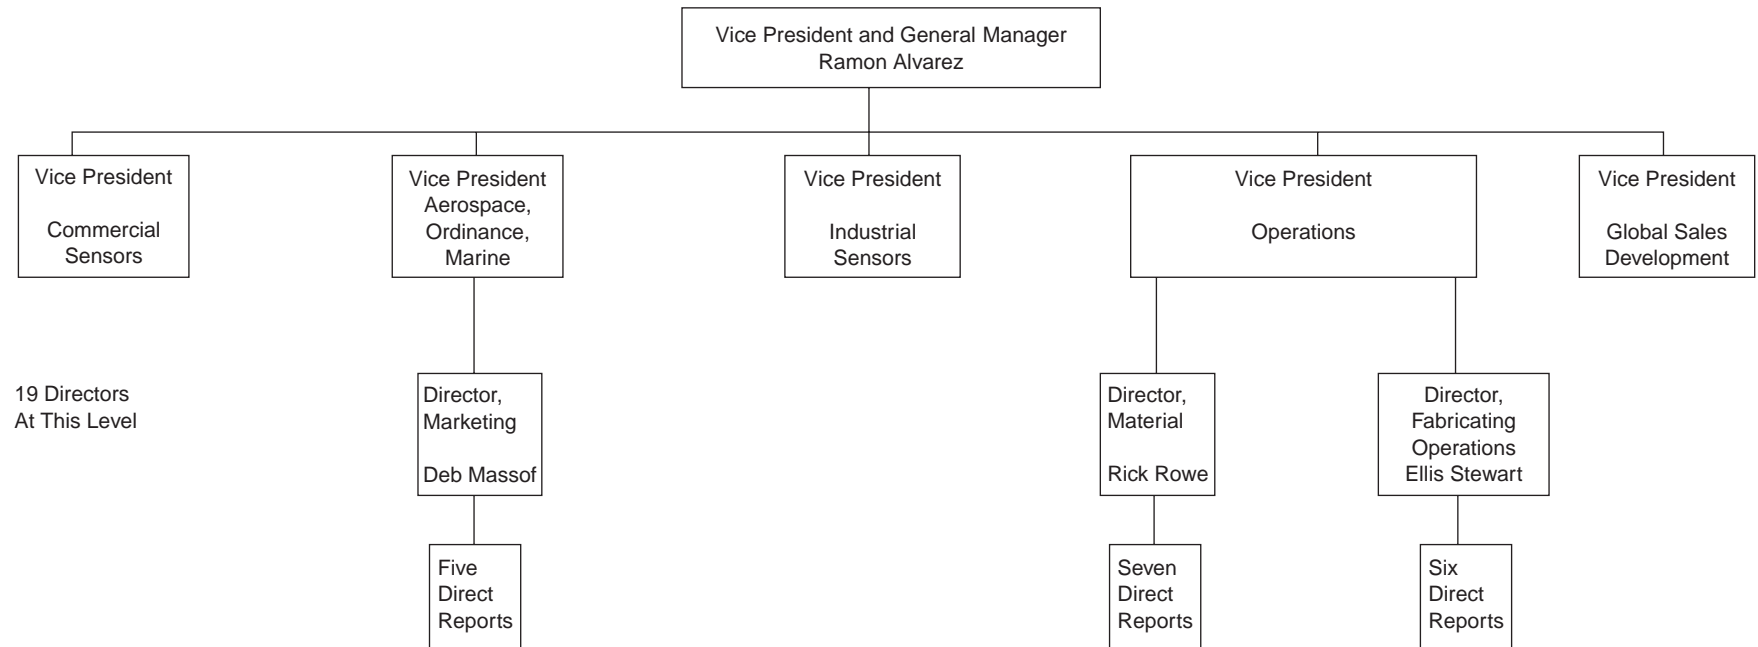 Vice President and General Manager
Ramon Alvarez
Vice President
Commercial
Sensors
Vice President
Aerospace,
Ordinance,
Marine
Vice President
Industrial
Sensors
Vice President
Operations
Vice President
Global Sales
Development
19 Directors
At This Level
Director,
Marketing
Deb Massof
Director,
Material
Rick Rowe
Director,
Fabricating
Operations
Ellis Stewart
Five
Direct
Reports
Seven
Direct
Reports
Six
Direct
Reports